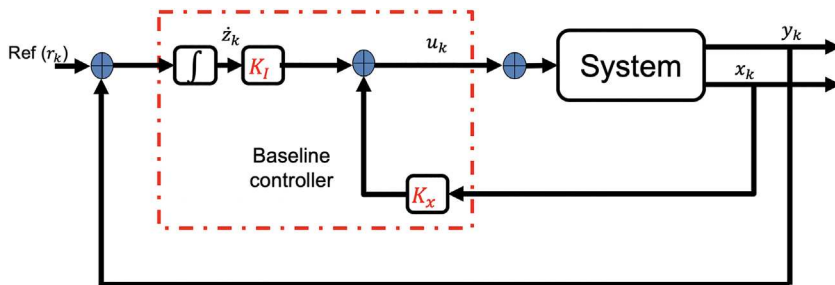 Ref (r_k)
∫
ż_k
K_I
u_k
System
y_k
x_k
Baseline
controller
K_x